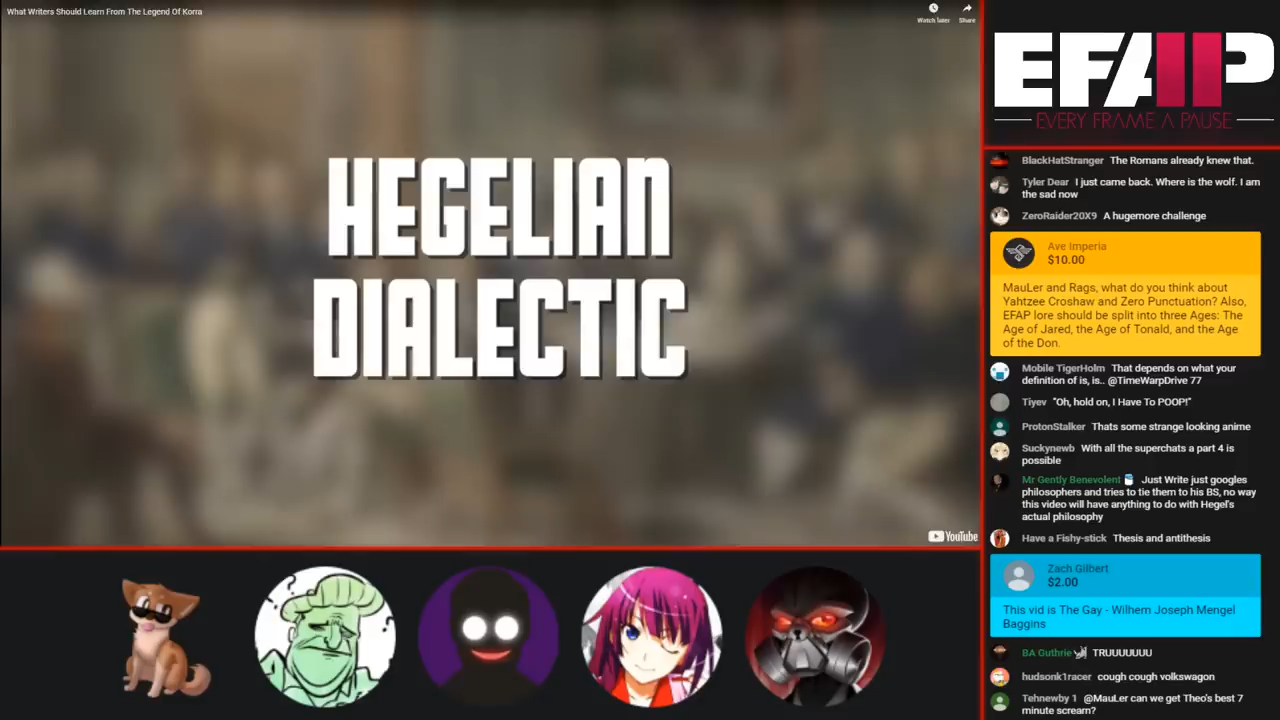 What Writers Should Learn From The Legend Of Korra
Watch later
Share
HEGELIAN
DIALECTIC
YouTube
EFAP
EVERY FRAME A PAUSE
BlackHatStranger The Romans already knew that.
Tyler Dear I just came back. Where is the wolf. I am
the sad now
ZeroRaider20X9 A hugemore challenge
Ave Imperia
$10.00
MauLer and Rags, what do you think about
Yahtzee Croshaw and Zero Punctuation? Also,
EFAP lore should be split into three Ages: The
Age of Jared, the Age of Tonald, and the Age
of the Don.
Mobile TigerHolm That depends on what your
definition of is, is.. @TimeWarpDrive 77
Tiyev "Oh, hold on, I Have To POOP!"
ProtonStalker Thats some strange looking anime
Suckynewb With all the superchats a part 4 is
possible
Mr Gently Benevolent Just Write just googles
philosophers and tries to tie them to his BS, no way
this video will have anything to do with Hegel's
actual philosophy
Have a Fishy-stick Thesis and antithesis
Zach Gilbert
$2.00
This vid is The Gay - Wilhem Joseph Mengel
Baggins
BA Guthrie TRUUUUUUU
hudsonk1racer cough cough volkswagon
Tehnewby 1 @MauLer can we get Theo's best 7
minute scream?